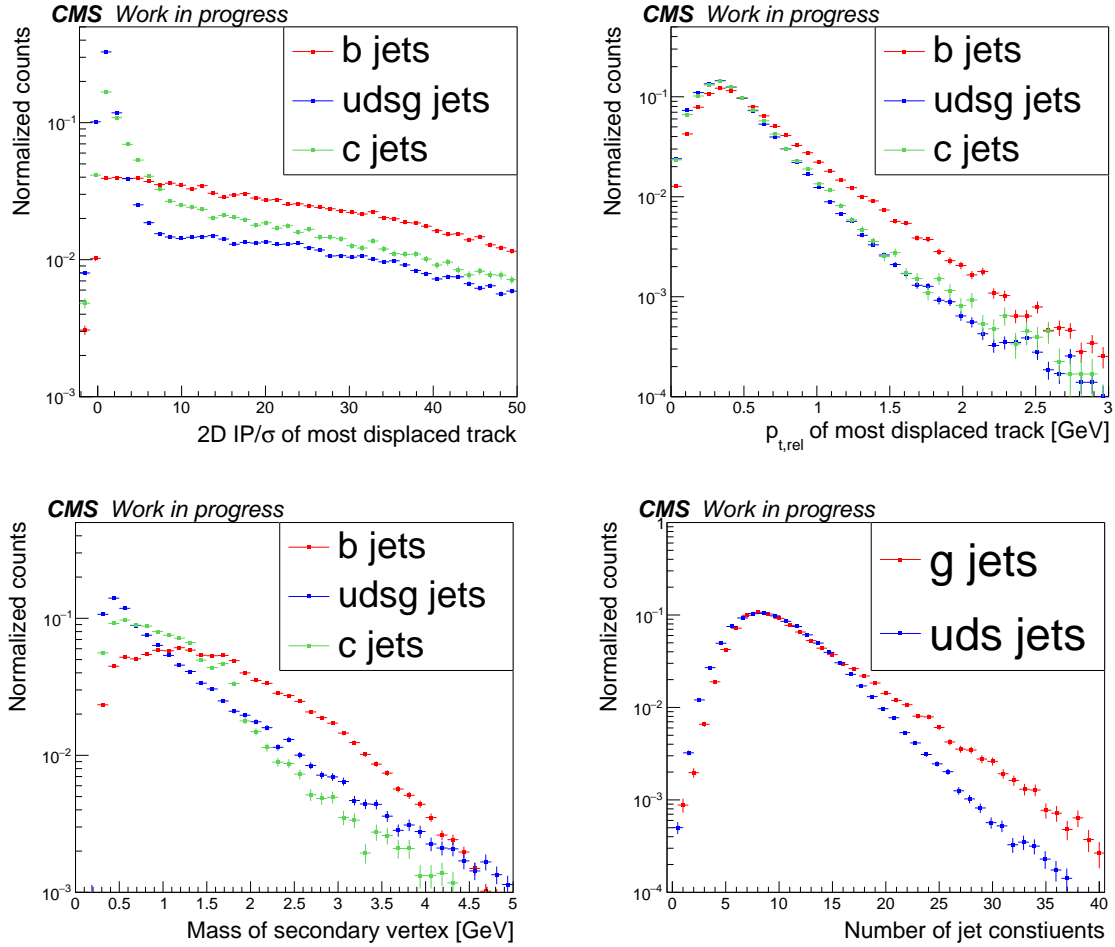 CMS Work in progress
Normalized counts
b jets
udsg jets
c jets
10⁻¹
10⁻²
10⁻³
0 10 20 30 40 50
2D IP/σ of most displaced track
CMS Work in progress
Normalized counts
b jets
udsg jets
c jets
10⁻¹
10⁻²
10⁻³
10⁻⁴
0 0.5 1 1.5 2 2.5 3
p_t,rel of most displaced track [GeV]
CMS Work in progress
Normalized counts
b jets
udsg jets
c jets
10⁻¹
10⁻²
10⁻³
0 0.5 1 1.5 2 2.5 3 3.5 4 4.5 5
Mass of secondary vertex [GeV]
CMS Work in progress
Normalized counts
g jets
uds jets
1
10⁻¹
10⁻²
10⁻³
10⁻⁴
0 5 10 15 20 25 30 35 40
Number of jet constiuents